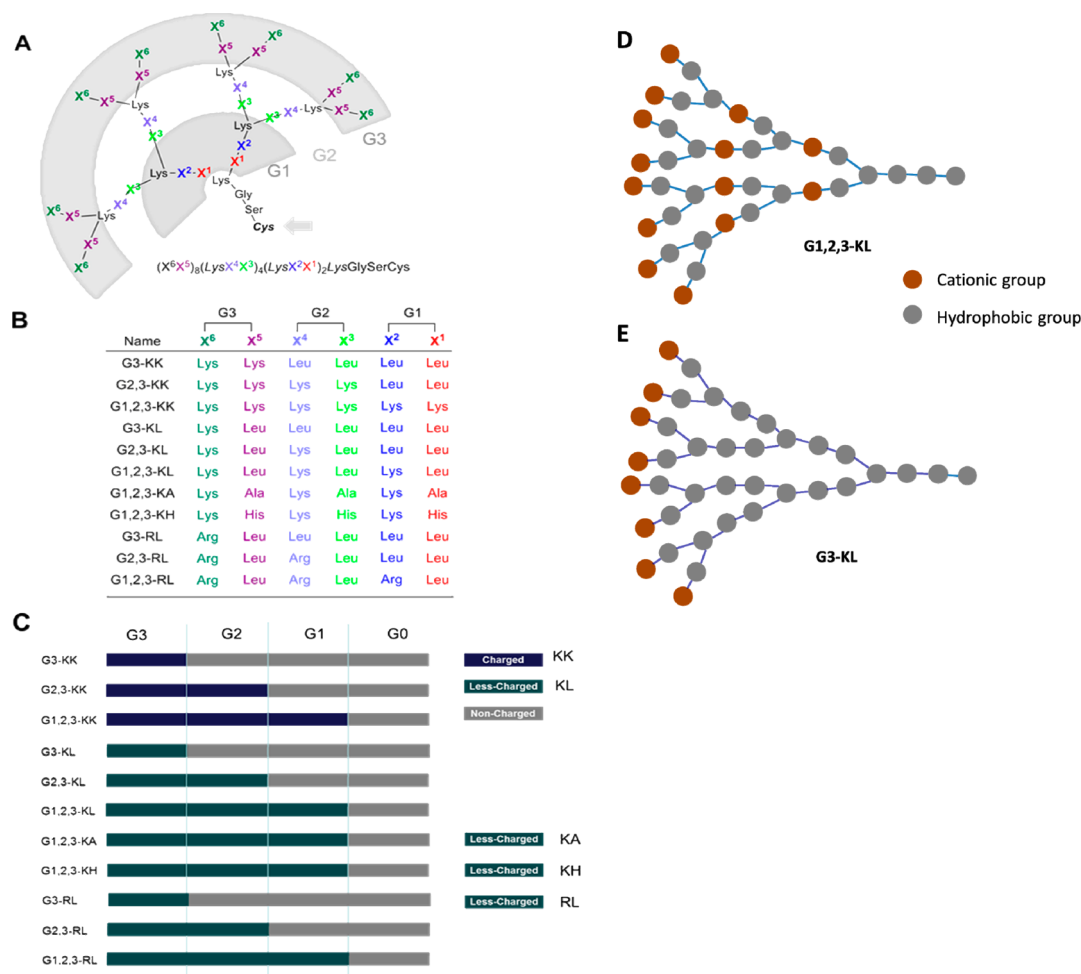 A
X⁶
X⁶
X⁵
X⁵
X⁶
Lys
X⁶
X⁵
X⁵
X⁶
X⁵
Lys
X⁴
X³
X³
X⁴
Lys
X⁵
X⁶
X⁴
X³
Lys
G3
X²
G2
X¹
G1
Lys
X²
X¹
Lys
X³
X⁴
Gly
X⁶
X⁵
Lys
Ser
X⁵
Cys
X⁶
(X⁶X⁵)₈(LysX⁴X³)₄(LysX²X¹)₂LysGlySerCys
B
G3 G2 G1
Name X⁶ X⁵ X⁴ X³ X² X¹
G3-KK Lys Lys Leu Leu Leu Leu
G2,3-KK Lys Lys Lys Lys Leu Leu
G1,2,3-KK Lys Lys Lys Lys Lys Lys
G3-KL Lys Leu Leu Leu Leu Leu
G2,3-KL Lys Leu Lys Leu Leu Leu
G1,2,3-KL Lys Leu Lys Leu Lys Leu
G1,2,3-KA Lys Ala Lys Ala Lys Ala
G1,2,3-KH Lys His Lys His Lys His
G3-RL Arg Leu Leu Leu Leu Leu
G2,3-RL Arg Leu Arg Leu Leu Leu
G1,2,3-RL Arg Leu Arg Leu Arg Leu
C
G3 G2 G1 G0
G3-KK Charged KK
G2,3-KK Less-Charged KL
G1,2,3-KK Non-Charged
G3-KL
G2,3-KL
G1,2,3-KL
G1,2,3-KA Less-Charged KA
G1,2,3-KH Less-Charged KH
G3-RL Less-Charged RL
G2,3-RL
G1,2,3-RL
D
G1,2,3-KL
Cationic group
Hydrophobic group
E
G3-KL